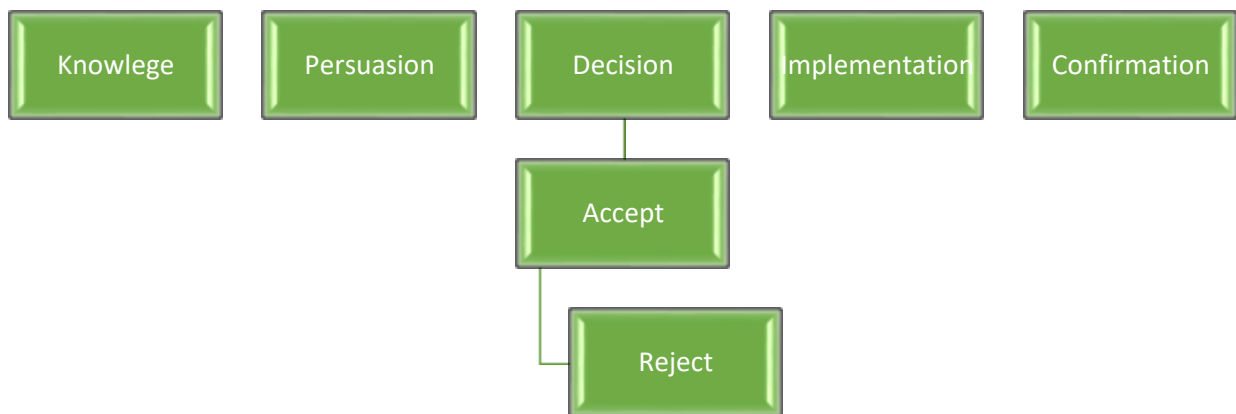 Knowlege
Persuasion
Decision
Implementation
Confirmation
Accept
Reject